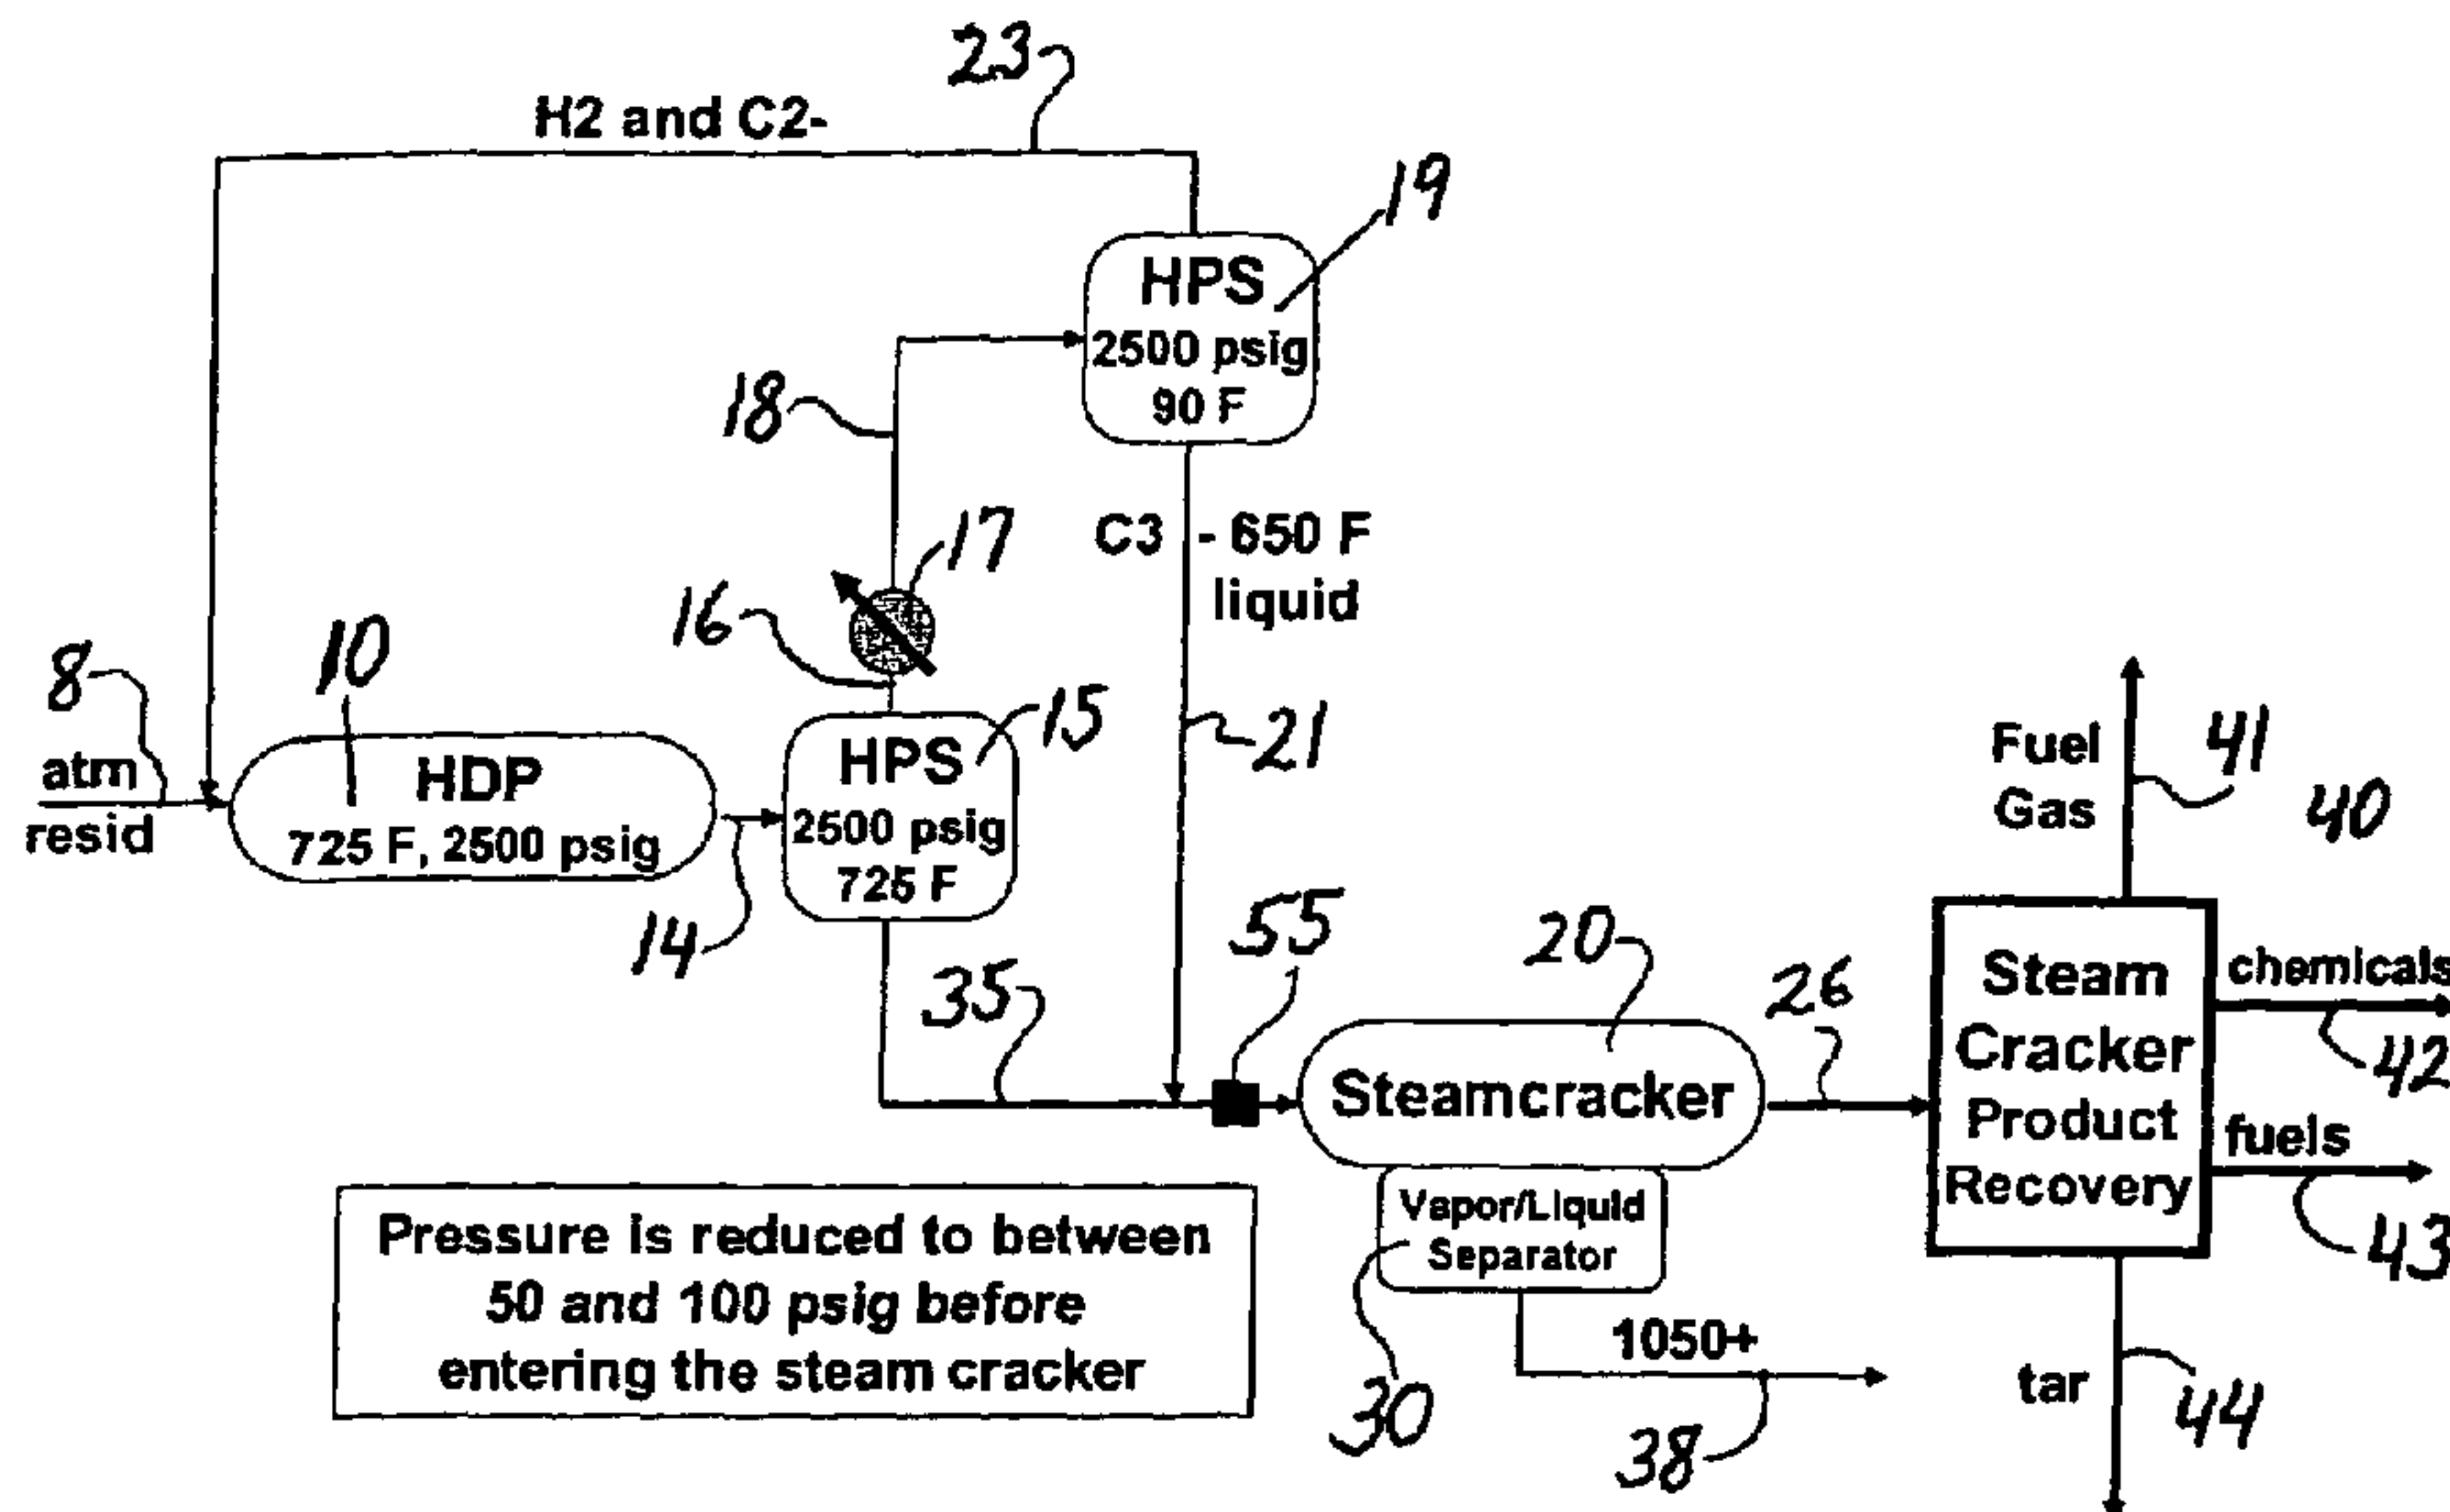 23
H2 and C2-
19
HPS
2500 psig
90 F
18
17
C3 - 650 F
liquid
16
8
10
15
21
atm
resid
HDP
725 F, 2500 psig
HPS
2500 psig
725 F
14
Fuel
Gas
41
40
35
55
20
26
Steamcracker
Steam
Cracker
Product
Recovery
chemicals
42
fuels
43
Vapor/Liquid
Separator
30
1050+
38
tar
44
Pressure is reduced to between
50 and 100 psig before
entering the steam cracker